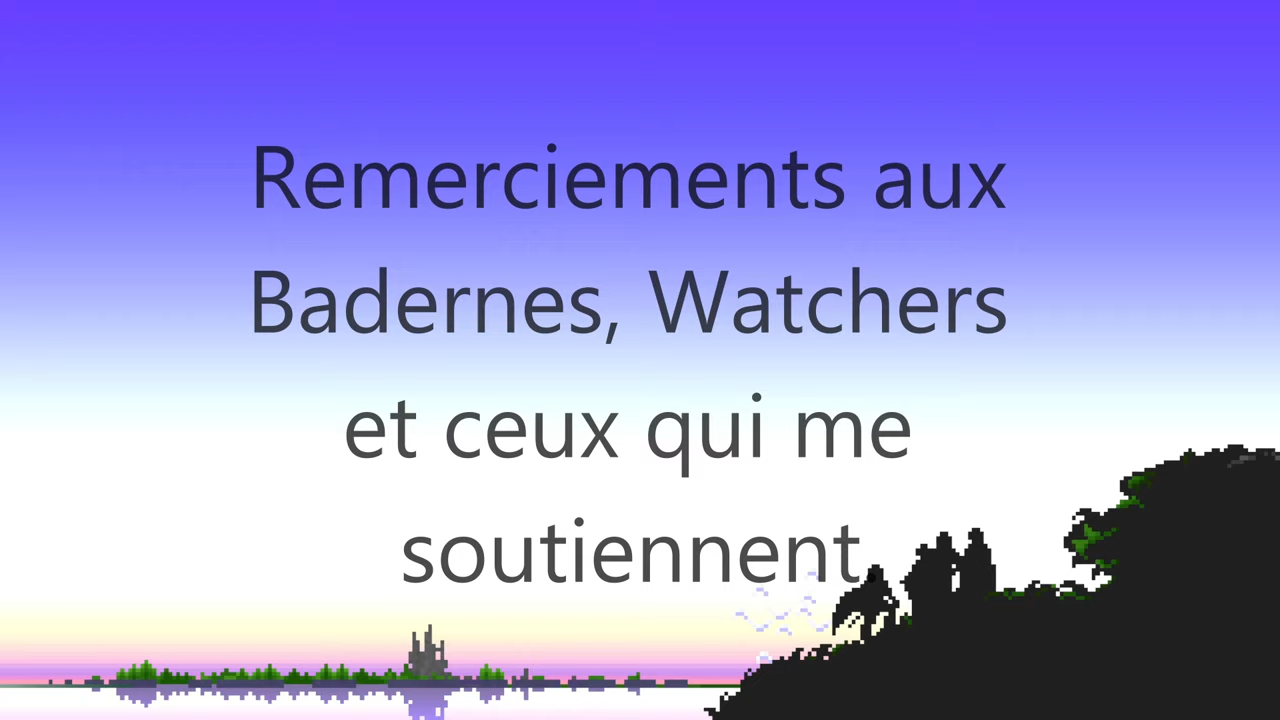 Remerciements aux
Badernes, Watchers
et ceux qui me
soutiennent